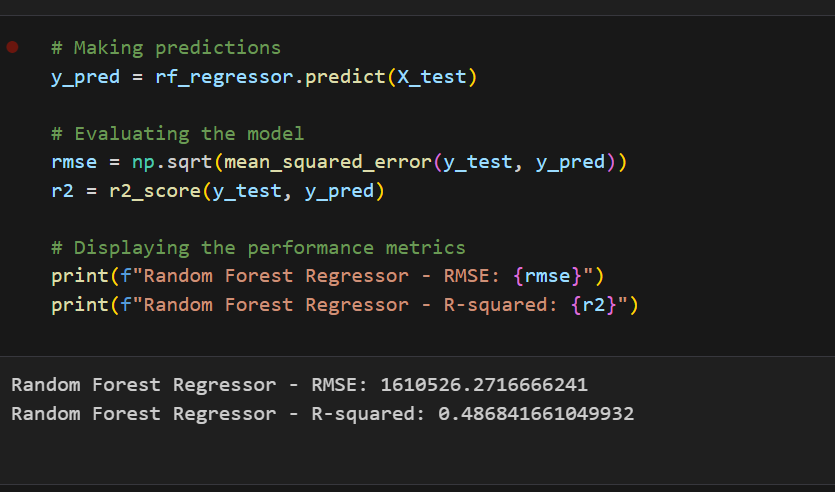 # Making predictions
y_pred = rf_regressor.predict(X_test)
# Evaluating the model
rmse = np.sqrt(mean_squared_error(y_test, y_pred))
r2 = r2_score(y_test, y_pred)
# Displaying the performance metrics
print(f"Random Forest Regressor - RMSE: {rmse}")
print(f"Random Forest Regressor - R-squared: {r2}")
Random Forest Regressor - RMSE: 1610526.2716666241
Random Forest Regressor - R-squared: 0.486841661049932